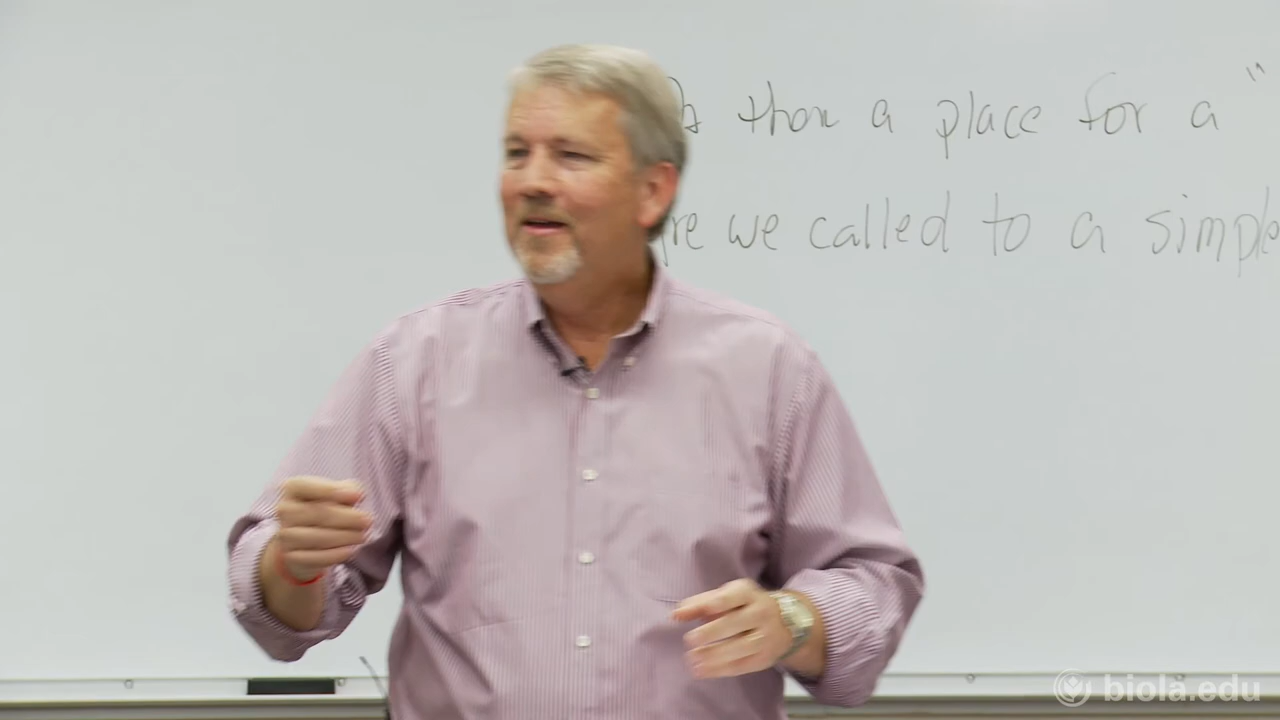 than a place for a "
we called to a simple
biola.edu